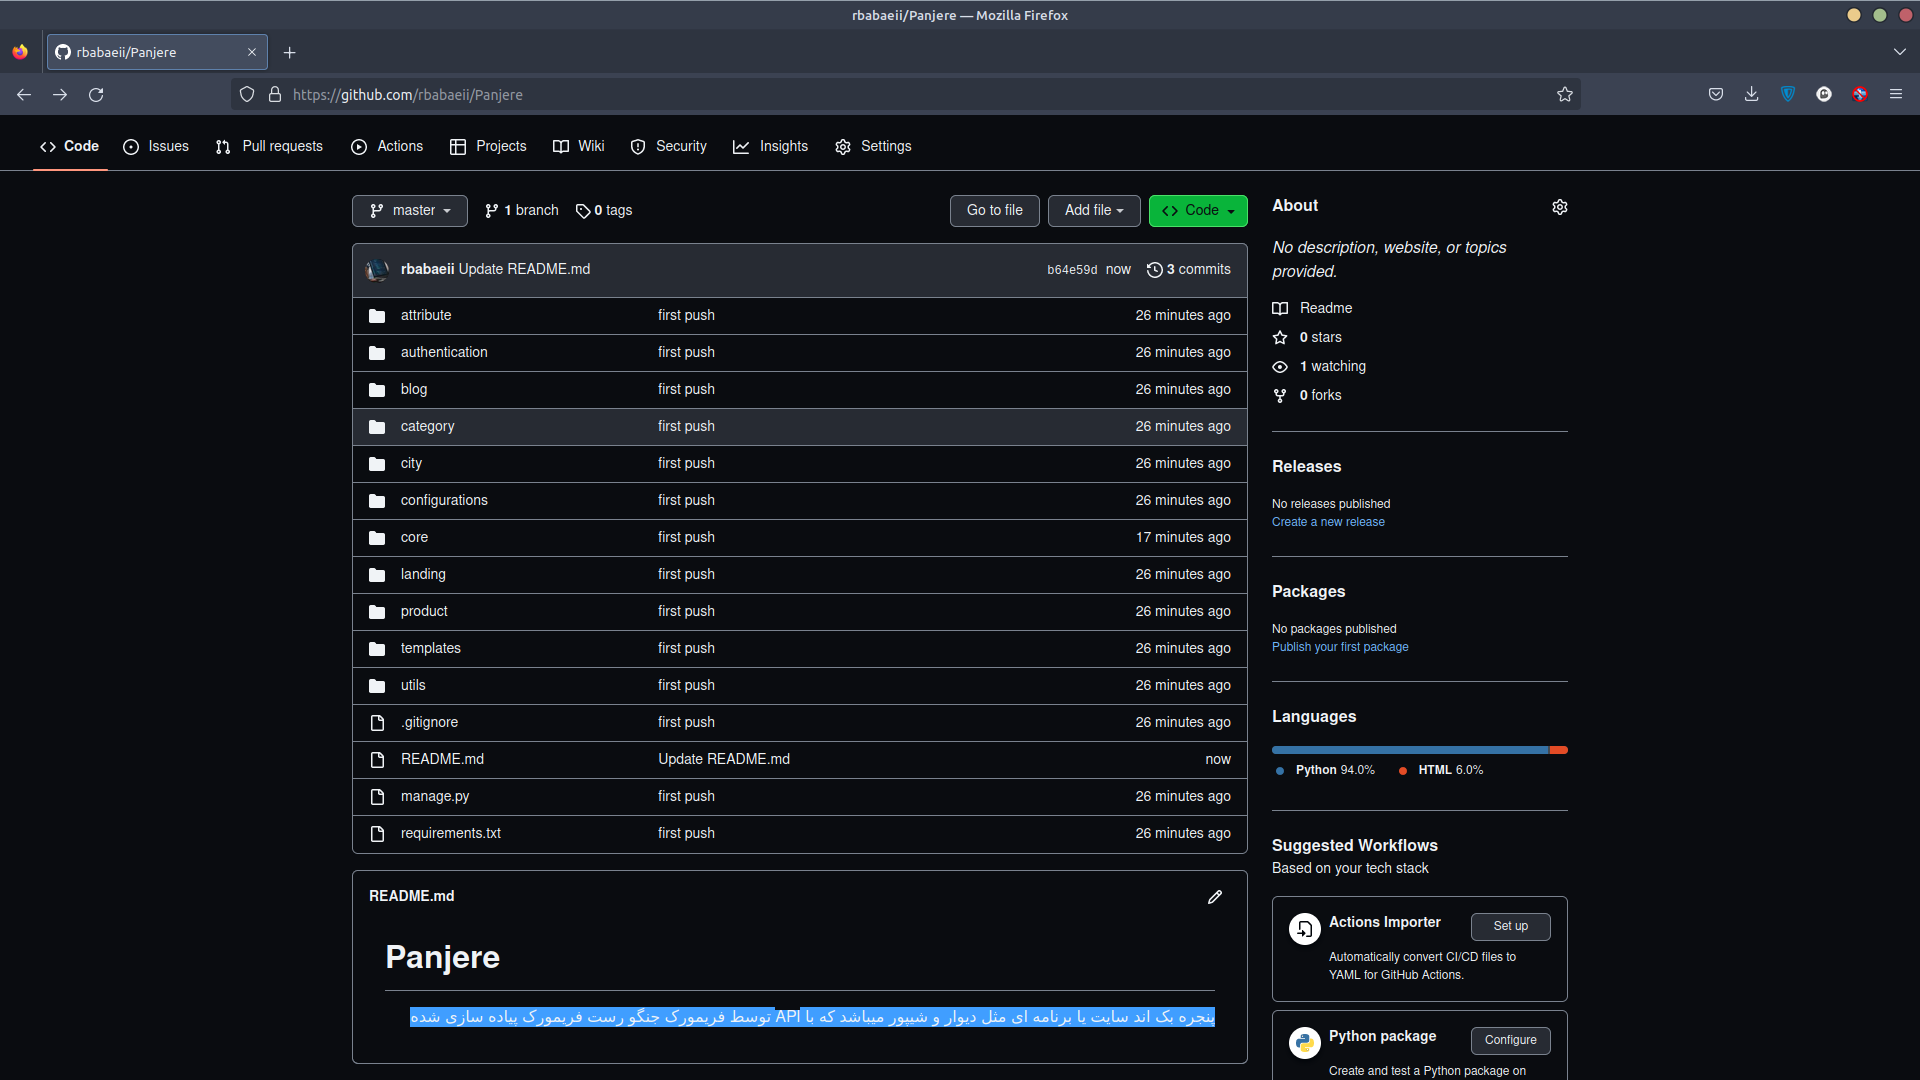 rbabaeii/Panjere — Mozilla Firefox
rbabaeii/Panjere
https://github.com/rbabaeii/Panjere
Code Issues Pull requests Actions Projects Wiki Security Insights Settings
master 1 branch 0 tags Go to file Add file Code
rbabaeii Update README.md b64e59d now 3 commits
attribute first push 26 minutes ago
authentication first push 26 minutes ago
blog first push 26 minutes ago
category first push 26 minutes ago
city first push 26 minutes ago
configurations first push 26 minutes ago
core first push 17 minutes ago
landing first push 26 minutes ago
product first push 26 minutes ago
templates first push 26 minutes ago
utils first push 26 minutes ago
.gitignore first push 26 minutes ago
README.md Update README.md now
manage.py first push 26 minutes ago
requirements.txt first push 26 minutes ago
README.md
Panjere
پنجره بک اند سایت یا برنامه ای مثل دیوار و شیپور میباشد که با API توسط فریمورک جنگو رست فریمورک پیاده سازی شده
About
No description, website, or topics
provided.
Readme
0 stars
1 watching
0 forks
Releases
No releases published
Create a new release
Packages
No packages published
Publish your first package
Languages
Python 94.0% HTML 6.0%
Suggested Workflows
Based on your tech stack
Actions Importer Set up
Automatically convert CI/CD files to
YAML for GitHub Actions.
Python package Configure
Create and test a Python package on